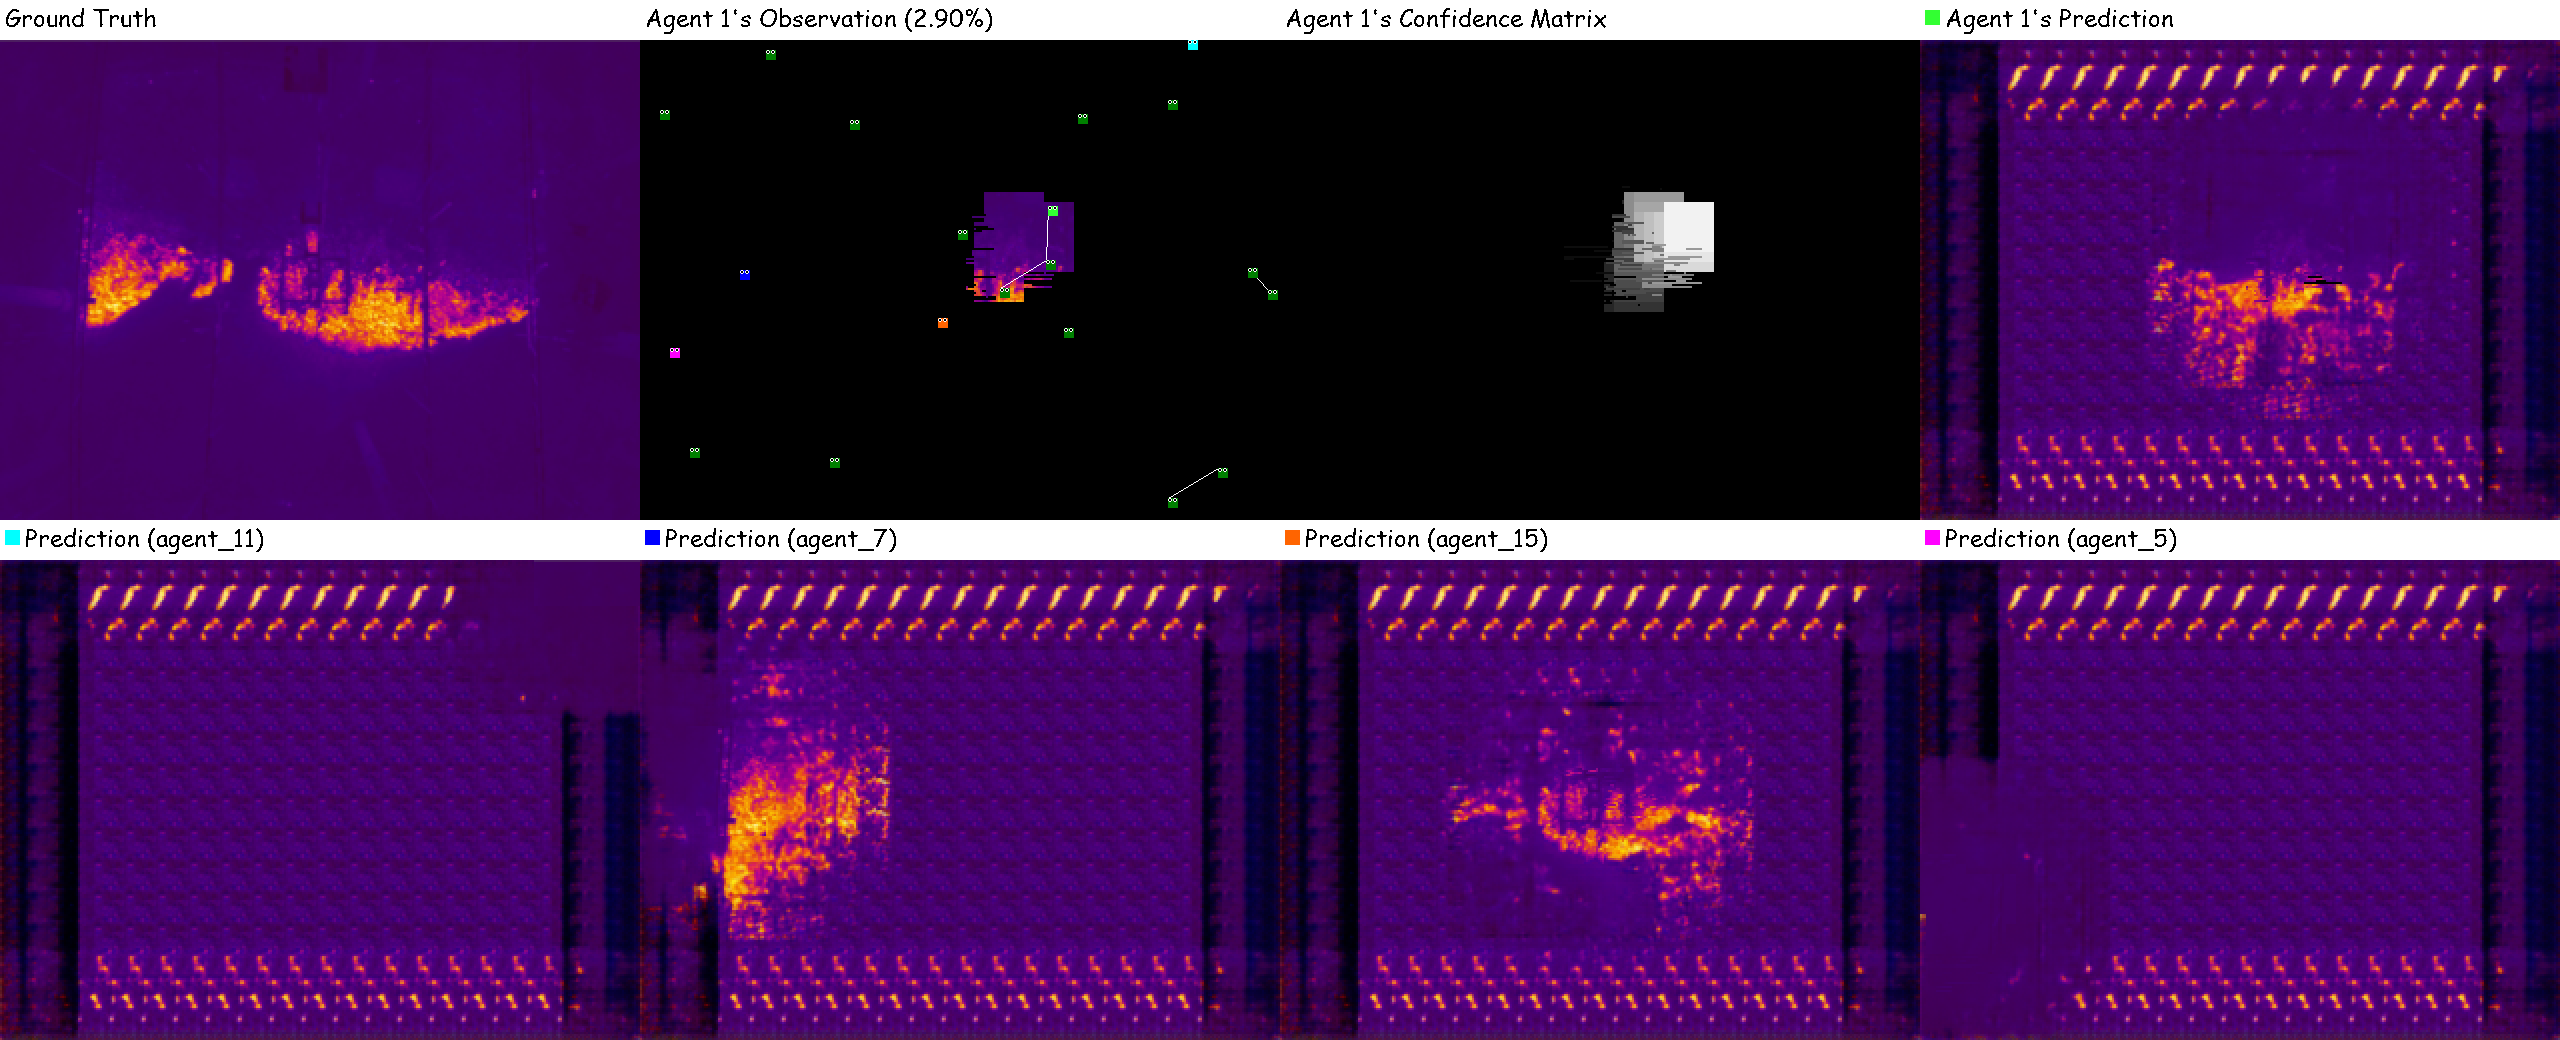 Ground Truth
Agent 1's Observation (2.90%)
Agent 1's Confidence Matrix
Agent 1's Prediction
Prediction (agent_11)
Prediction (agent_7)
Prediction (agent_15)
Prediction (agent_5)